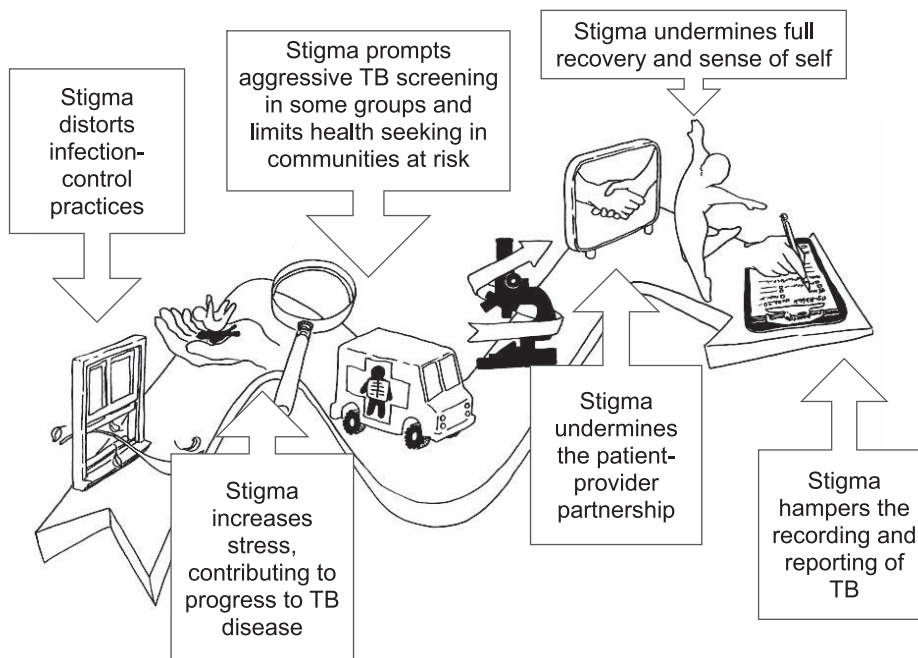 Stigma
distorts
infection-
control
practices
Stigma prompts
aggressive TB screening
in some groups and
limits health seeking in
communities at risk
Stigma undermines full
recovery and sense of self
Stigma
increases
stress,
contributing to
progress to TB
disease
Stigma
undermines
the patient-
provider
partnership
Stigma
hampers the
recording and
reporting of
TB